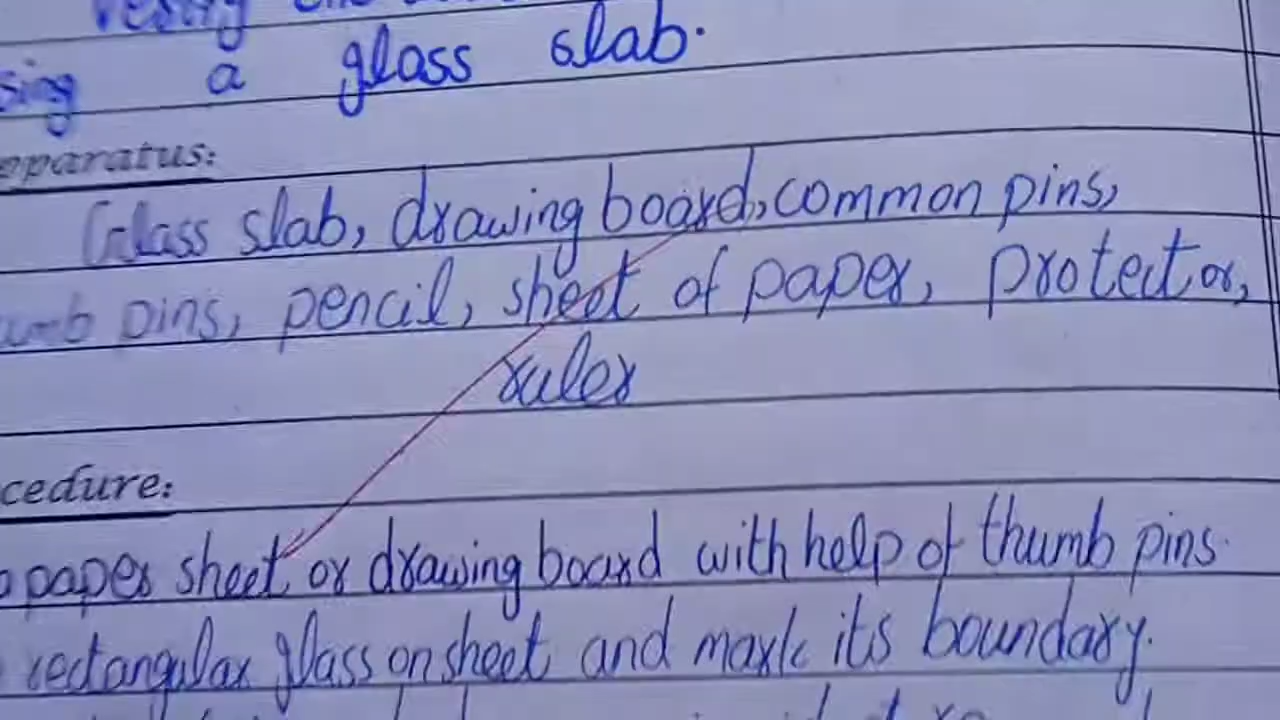 a glass slab.
apparatus:
Glass slab, drawing board, common pins,
pins, pencil, sheet of paper, protector,
ruler
cedure:
paper sheet or drawing board with help of thumb pins.
rectangular glass on sheet and mark its boundary.